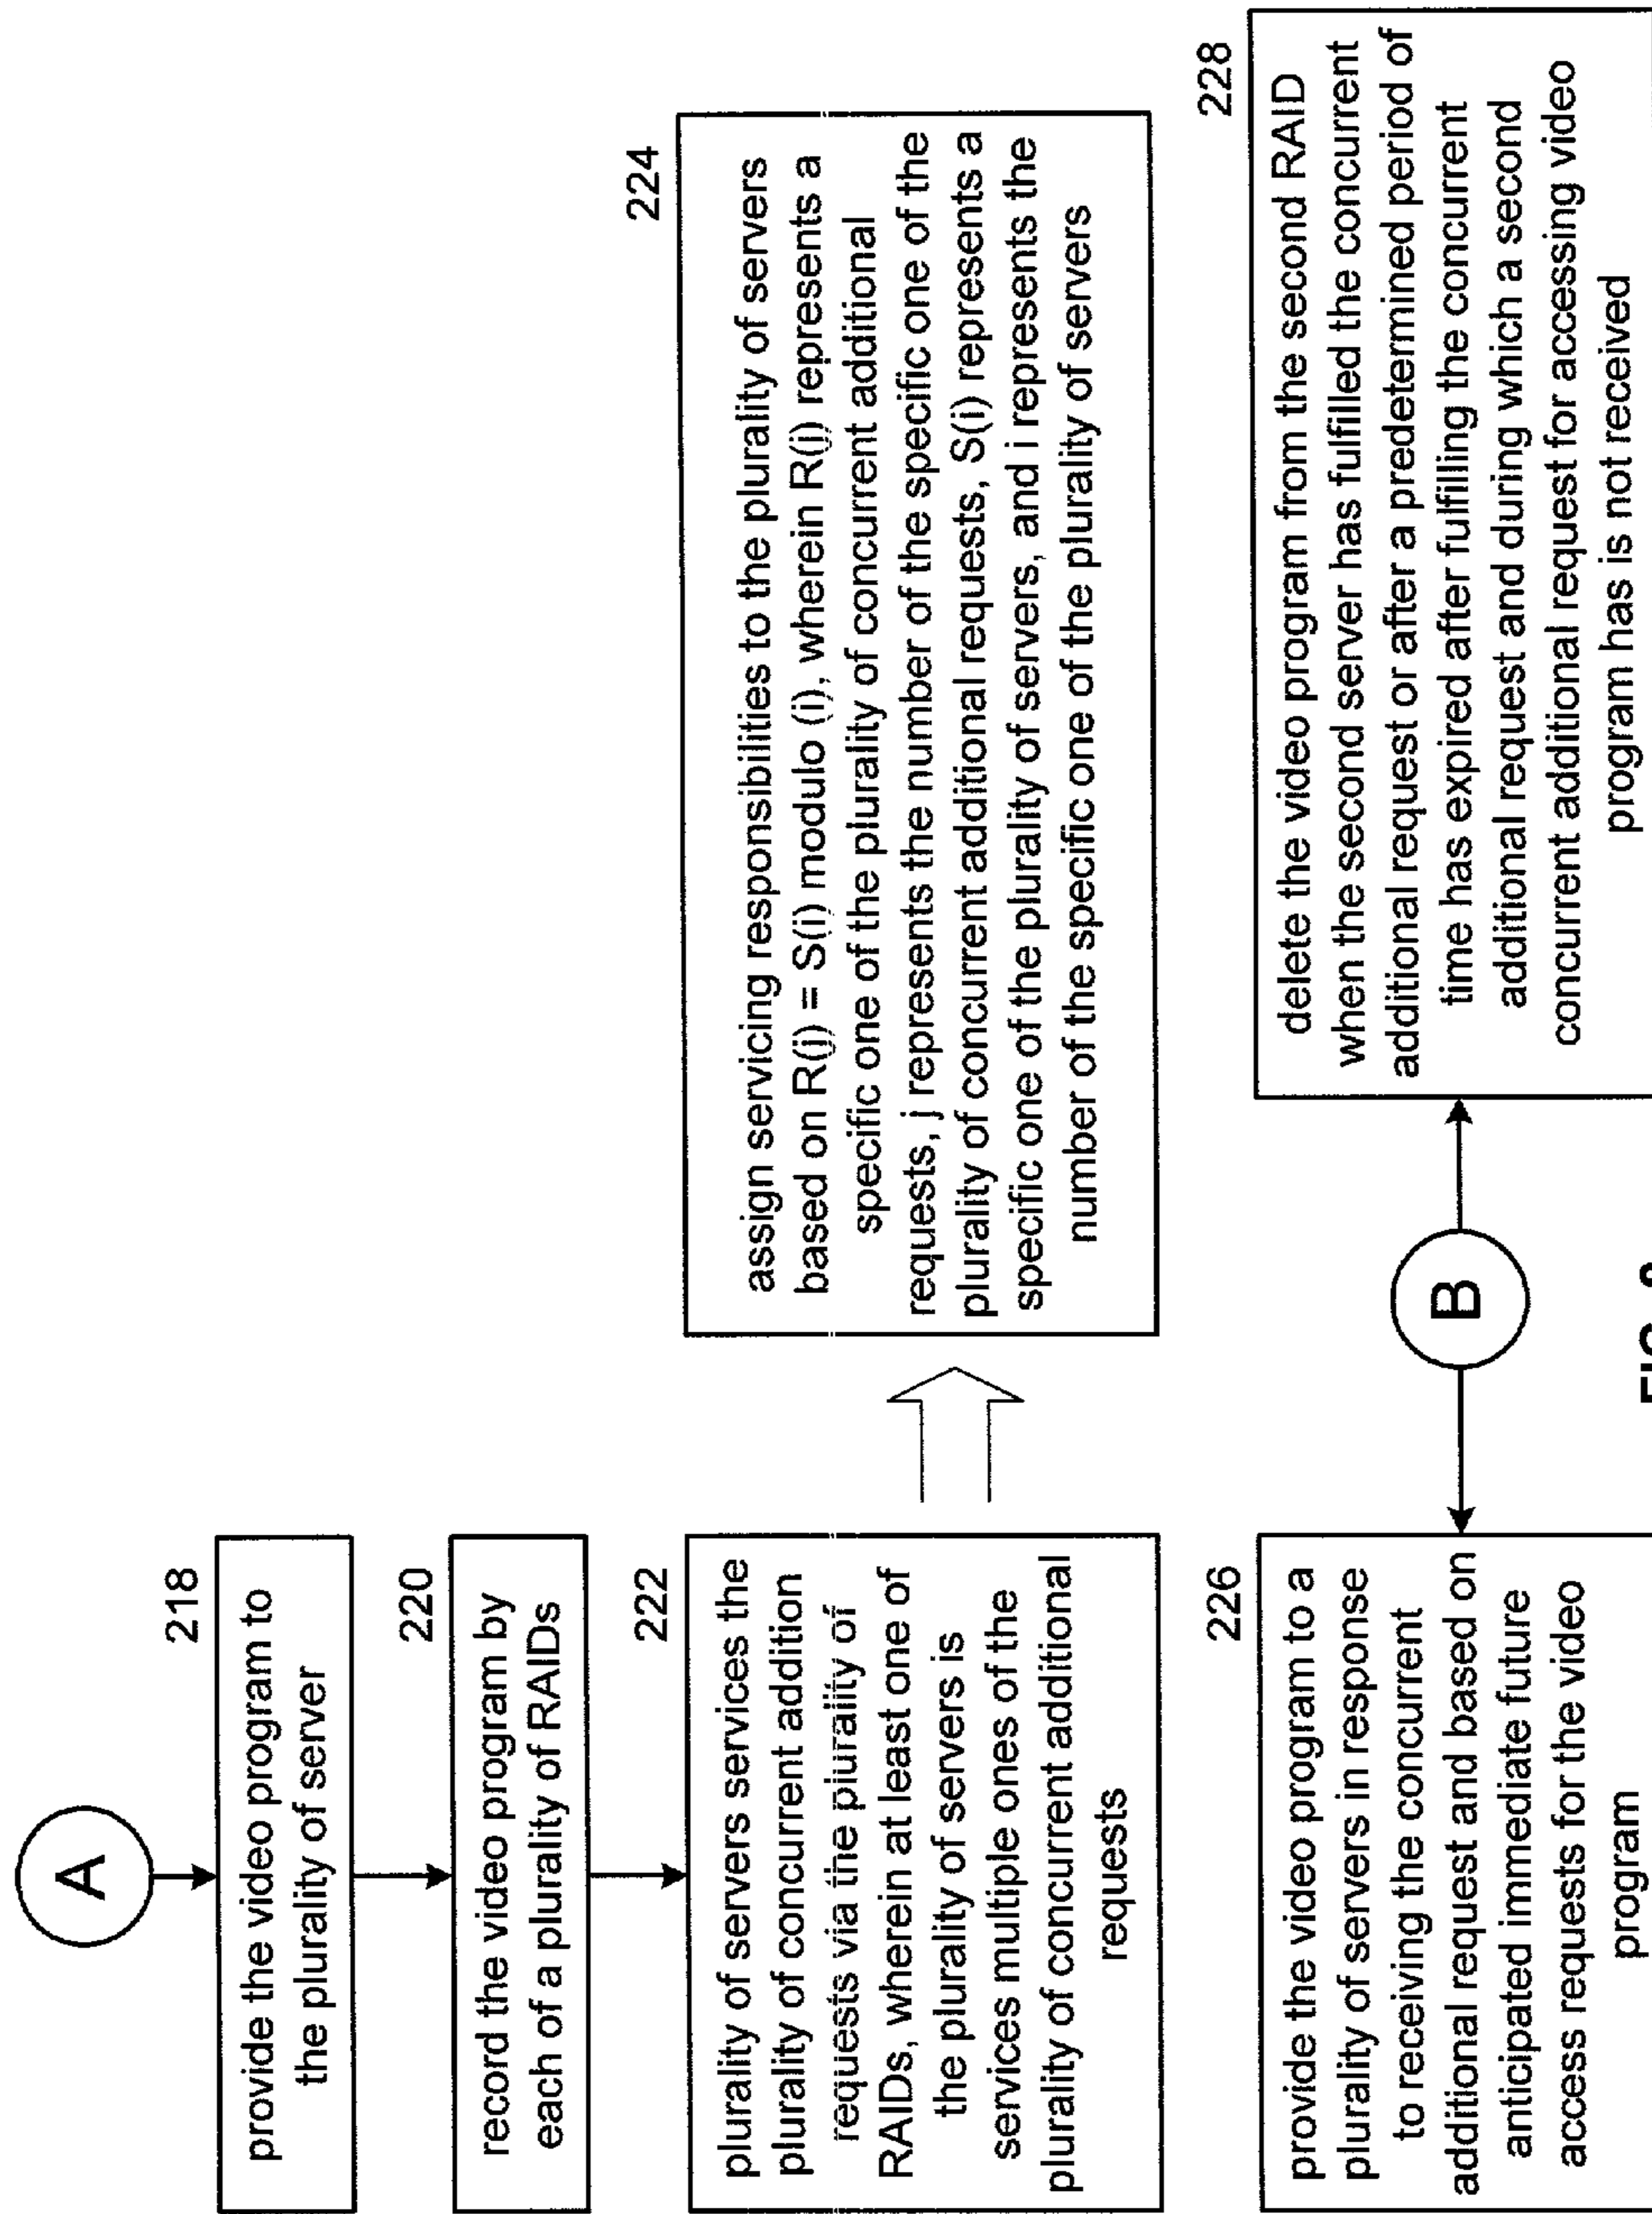 A
218
provide the video program to
the plurality of server
220
record the video program by
each of a plurality of RAIDs
222
plurality of servers services the
plurality of concurrent addition
requests via the plurality of
RAIDs, wherein at least one of
the plurality of servers is
services multiple ones of the
plurality of concurrent additional
requests
224
assign servicing responsibilities to the plurality of servers
based on R(j) = S(i) modulo (i), wherein R(j) represents a
specific one of the plurality of concurrent additional
requests, j represents the number of the specific one of the
plurality of concurrent additional requests, S(i) represents a
specific one of the plurality of servers, and i represents the
number of the specific one of the plurality of servers
226
provide the video program to a
plurality of servers in response
to receiving the concurrent
additional request and based on
anticipated immediate future
access requests for the video
program
B
228
delete the video program from the second RAID
when the second server has fulfilled the concurrent
additional request or after a predetermined period of
time has expired after fulfilling the concurrent
additional request and during which a second
concurrent additional request for accessing video
program has is not received
FIG.